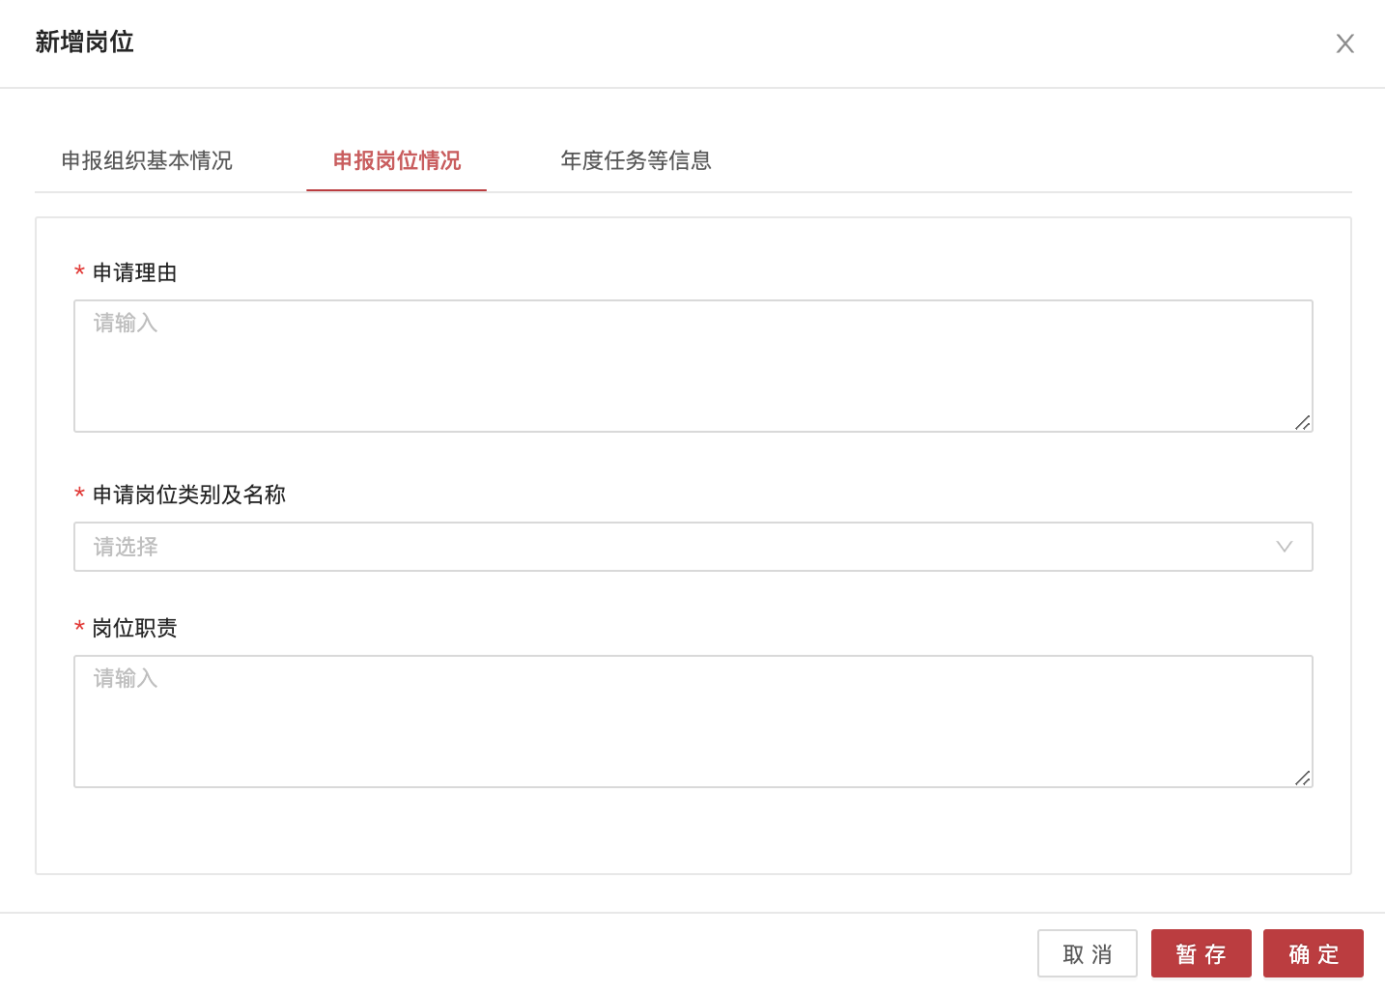 新增岗位
申报组织基本情况
申报岗位情况
年度任务等信息
* 申请理由
请输入
* 申请岗位类别及名称
请选择
* 岗位职责
请输入
取 消
暂 存
确 定